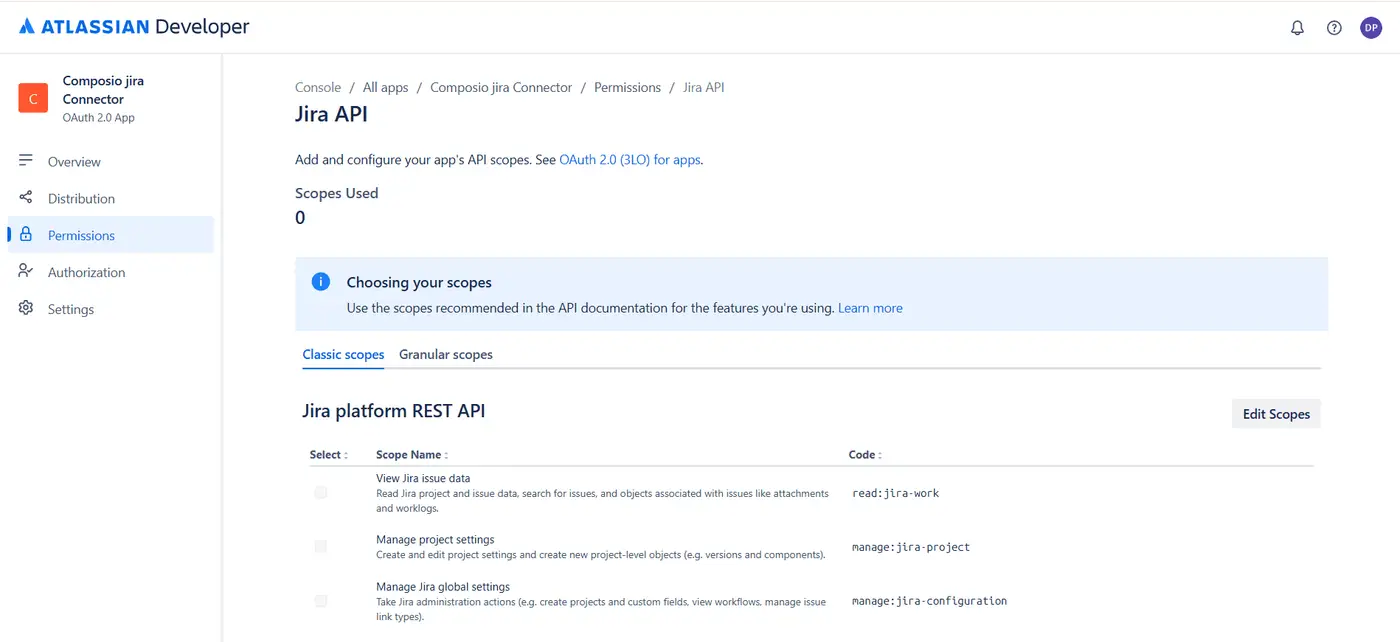 ATLASSIAN Developer
DP
C
Composio jira
Connector
OAuth 2.0 App
Overview
Distribution
Permissions
Authorization
Settings
Console / All apps / Composio jira Connector / Permissions / Jira API
Jira API
Add and configure your app's API scopes. See OAuth 2.0 (3LO) for apps.
Scopes Used
0
Choosing your scopes
Use the scopes recommended in the API documentation for the features you're using. Learn more
Classic scopes Granular scopes
Jira platform REST API
Edit Scopes
Select Scope Name Code
View Jira issue data
Read Jira project and issue data, search for issues, and objects associated with issues like attachments
and worklogs.
read:jira-work
Manage project settings
Create and edit project settings and create new project-level objects (e.g. versions and components).
manage:jira-project
Manage Jira global settings
Take Jira administration actions (e.g. create projects and custom fields, view workflows, manage issue
link types).
manage:jira-configuration